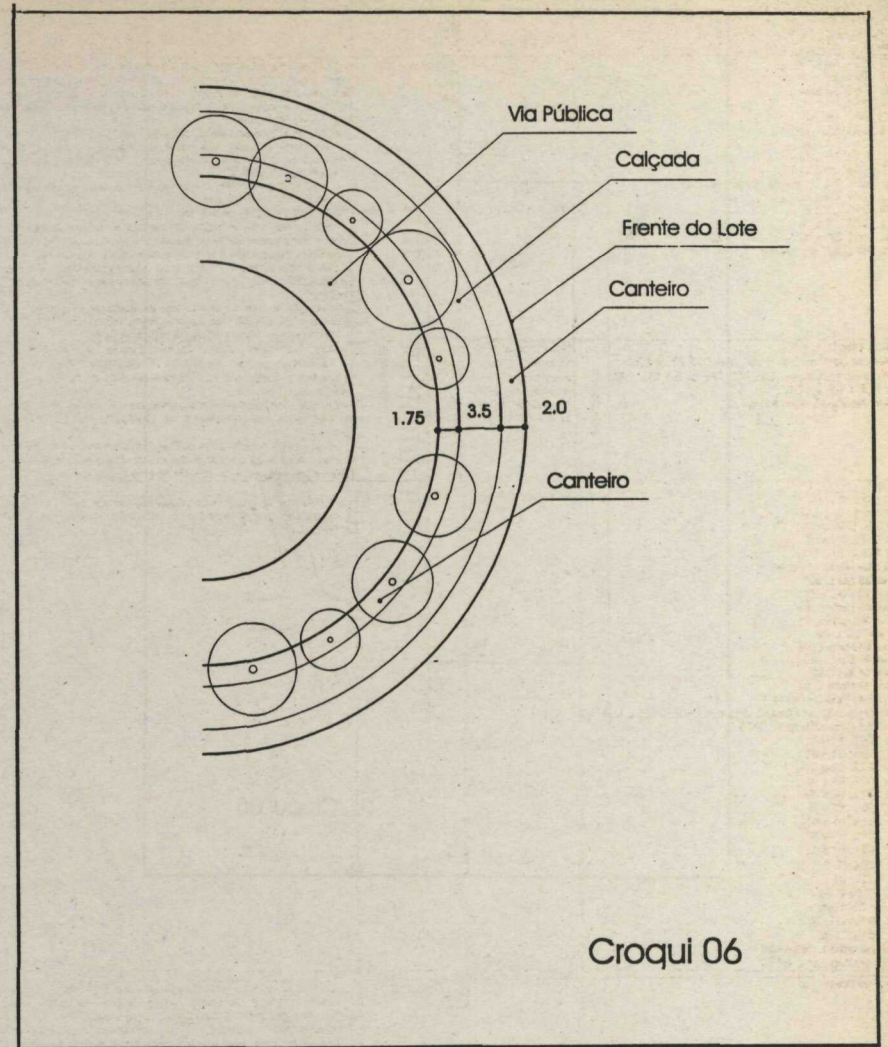 Via Pública
Calçada
Frente do Lote
Canteiro
1.75 3.5 2.0
Canteiro
Croqui 06